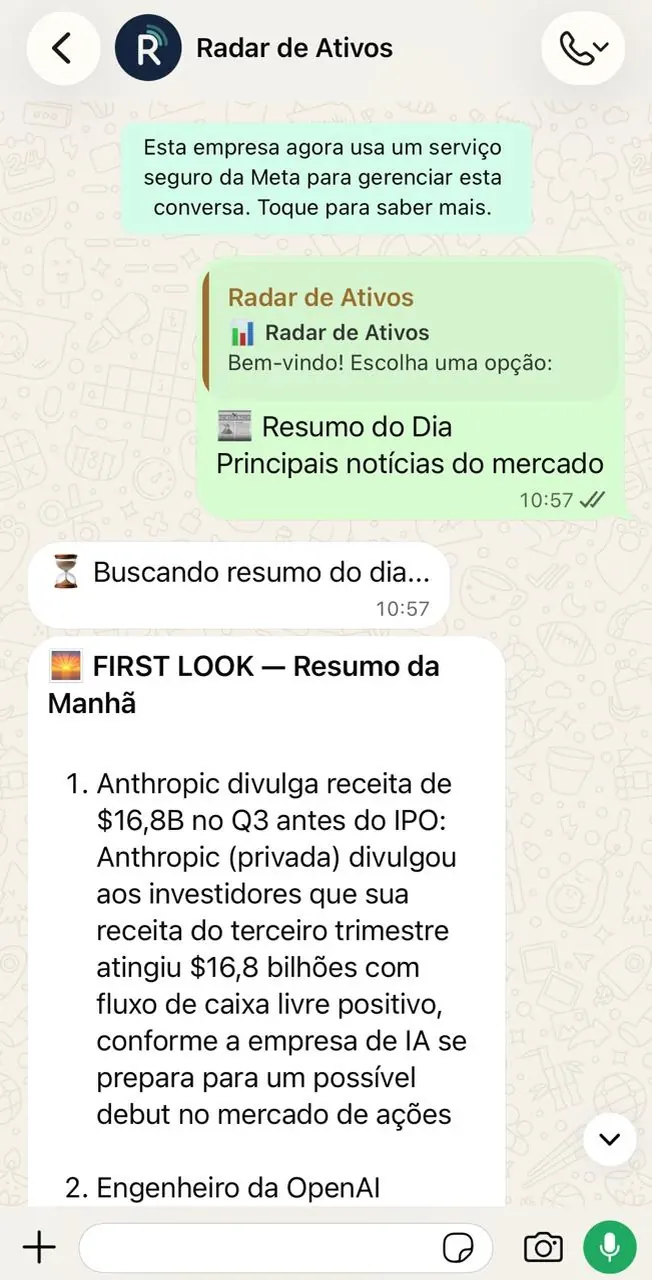 Radar de Ativos
Esta empresa agora usa um serviço
seguro da Meta para gerenciar esta
conversa. Toque para saber mais.
Radar de Ativos
📊 Radar de Ativos
Bem-vindo! Escolha uma opção:
📰 Resumo do Dia
Principais notícias do mercado
10:57
⏳ Buscando resumo do dia...
10:57
🌅 FIRST LOOK — Resumo da
Manhã
1. Anthropic divulga receita de
$16,8B no Q3 antes do IPO:
Anthropic (privada) divulgou
aos investidores que sua
receita do terceiro trimestre
atingiu $16,8 bilhões com
fluxo de caixa livre positivo,
conforme a empresa de IA se
prepara para um possível
debut no mercado de ações
2. Engenheiro da OpenAI